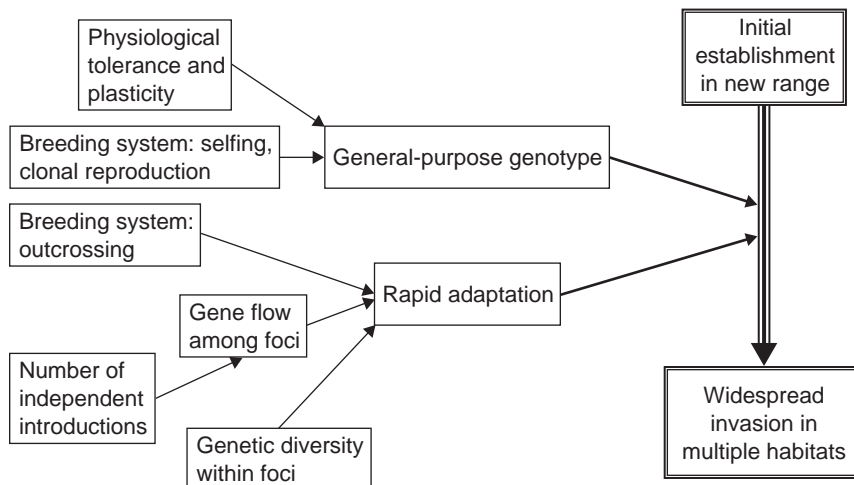 Physiological
tolerance and
plasticity
Initial
establishment
in new range
Breeding system: selfing,
clonal reproduction
General-purpose genotype
Breeding system:
outcrossing
Rapid adaptation
Gene flow
among foci
Number of
independent
introductions
Genetic diversity
within foci
Widespread
invasion in
multiple habitats